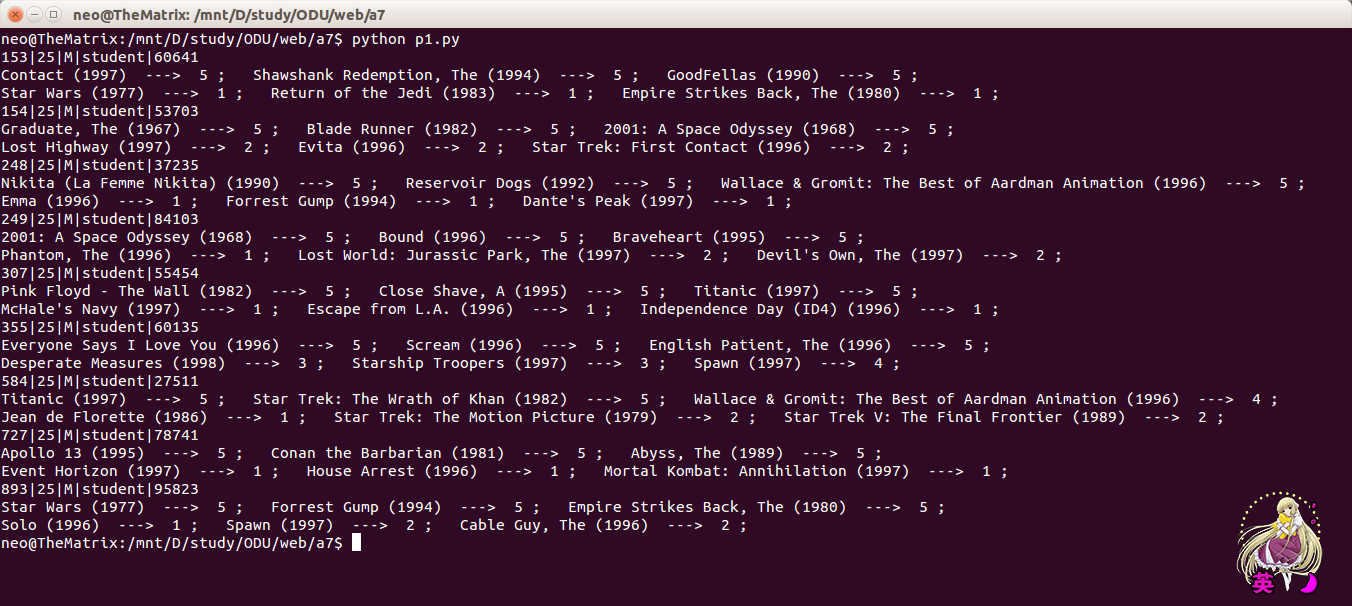 neo@TheMatrix: /mnt/D/study/ODU/web/a7
neo@TheMatrix:/mnt/D/study/ODU/web/a7$ python p1.py
153|25|M|student|60641
Contact (1997)  --->  5 ;   Shawshank Redemption, The (1994)  --->  5 ;   GoodFellas (1990)  --->  5 ;
Star Wars (1977)  --->  1 ;   Return of the Jedi (1983)  --->  1 ;   Empire Strikes Back, The (1980)  --->  1 ;
154|25|M|student|53703
Graduate, The (1967)  --->  5 ;   Blade Runner (1982)  --->  5 ;   2001: A Space Odyssey (1968)  --->  5 ;
Lost Highway (1997)  --->  2 ;   Evita (1996)  --->  2 ;   Star Trek: First Contact (1996)  --->  2 ;
248|25|M|student|37235
Nikita (La Femme Nikita) (1990)  --->  5 ;   Reservoir Dogs (1992)  --->  5 ;   Wallace & Gromit: The Best of Aardman Animation (1996)  --->  5 ;
Emma (1996)  --->  1 ;   Forrest Gump (1994)  --->  1 ;   Dante's Peak (1997)  --->  1 ;
249|25|M|student|84103
2001: A Space Odyssey (1968)  --->  5 ;   Bound (1996)  --->  5 ;   Braveheart (1995)  --->  5 ;
Phantom, The (1996)  --->  1 ;   Lost World: Jurassic Park, The (1997)  --->  2 ;   Devil's Own, The (1997)  --->  2 ;
307|25|M|student|55454
Pink Floyd - The Wall (1982)  --->  5 ;   Close Shave, A (1995)  --->  5 ;   Titanic (1997)  --->  5 ;
McHale's Navy (1997)  --->  1 ;   Escape from L.A. (1996)  --->  1 ;   Independence Day (ID4) (1996)  --->  1 ;
355|25|M|student|60135
Everyone Says I Love You (1996)  --->  5 ;   Scream (1996)  --->  5 ;   English Patient, The (1996)  --->  5 ;
Desperate Measures (1998)  --->  3 ;   Starship Troopers (1997)  --->  3 ;   Spawn (1997)  --->  4 ;
584|25|M|student|27511
Titanic (1997)  --->  5 ;   Star Trek: The Wrath of Khan (1982)  --->  5 ;   Wallace & Gromit: The Best of Aardman Animation (1996)  --->  4 ;
Jean de Florette (1986)  --->  1 ;   Star Trek: The Motion Picture (1979)  --->  2 ;   Star Trek V: The Final Frontier (1989)  --->  2 ;
727|25|M|student|78741
Apollo 13 (1995)  --->  5 ;   Conan the Barbarian (1981)  --->  5 ;   Abyss, The (1989)  --->  5 ;
Event Horizon (1997)  --->  1 ;   House Arrest (1996)  --->  1 ;   Mortal Kombat: Annihilation (1997)  --->  1 ;
893|25|M|student|95823
Star Wars (1977)  --->  5 ;   Forrest Gump (1994)  --->  5 ;   Empire Strikes Back, The (1980)  --->  5 ;
Solo (1996)  --->  1 ;   Spawn (1997)  --->  2 ;   Cable Guy, The (1996)  --->  2 ;
neo@TheMatrix:/mnt/D/study/ODU/web/a7$
英